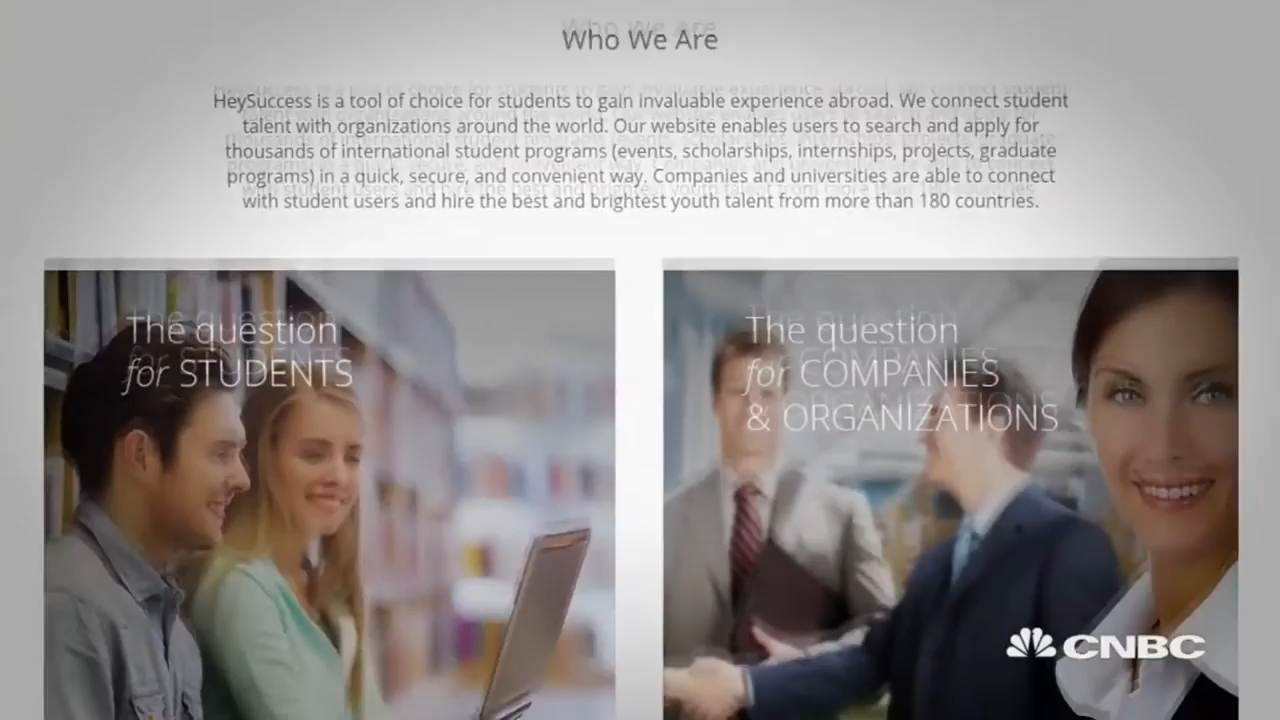 Who We Are
HeySuccess is a tool of choice for students to gain invaluable experience abroad. We connect student
talent with organizations around the world. Our website enables users to search and apply for
thousands of international student programs (events, scholarships, internships, projects, graduate
programs) in a quick, secure, and convenient way. Companies and universities are able to connect
with student users and hire the best and brightest youth talent from more than 180 countries.
The question
for STUDENTS
The question
for COMPANIES
& ORGANIZATIONS
CNBC